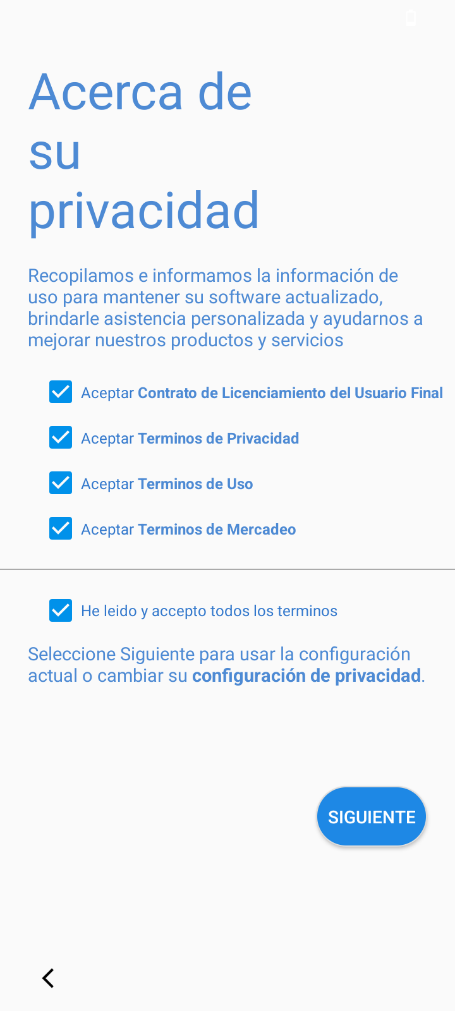 Acerca de
su
privacidad
Recopilamos e informamos la información de
uso para mantener su software actualizado,
brindarle asistencia personalizada y ayudarnos a
mejorar nuestros productos y servicios
Aceptar Contrato de Licenciamiento del Usuario Final
Aceptar Terminos de Privacidad
Aceptar Terminos de Uso
Aceptar Terminos de Mercadeo
He leido y accepto todos los terminos
Seleccione Siguiente para usar la configuración
actual o cambiar su configuración de privacidad.
SIGUIENTE